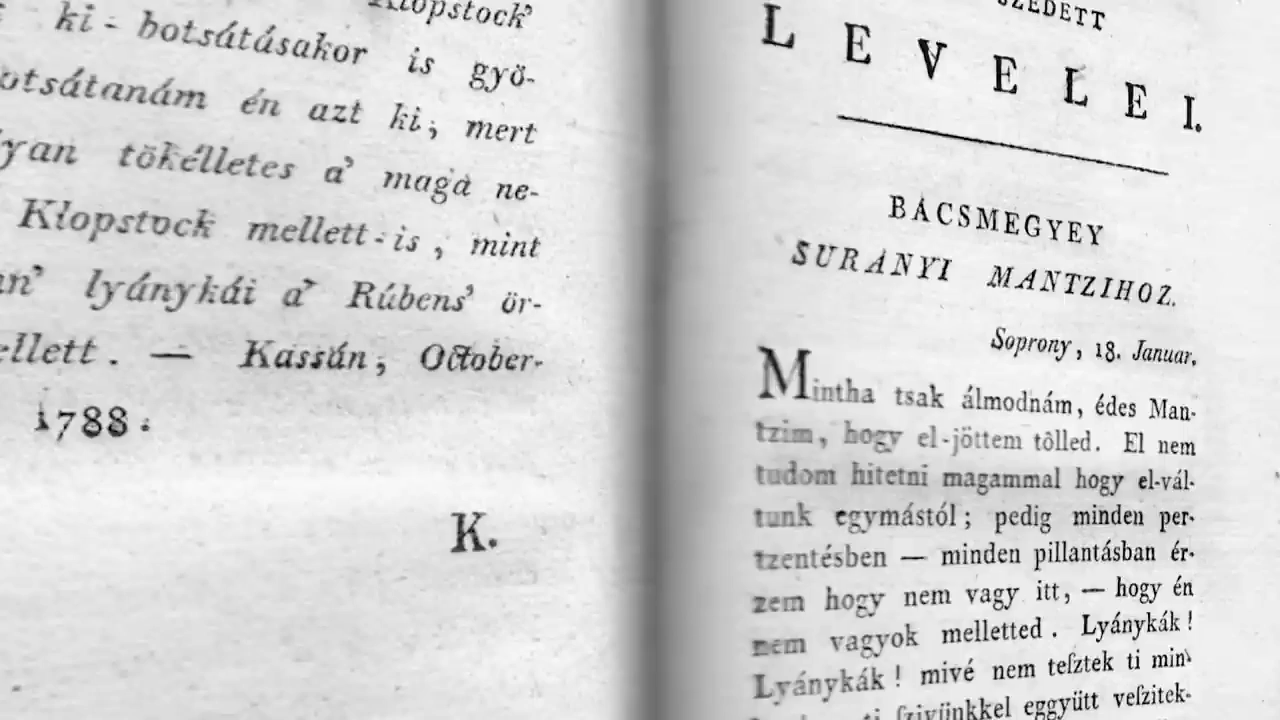 Klopstock’
ki - botsátásakor is gyö-
otsátanám én azt ki; mert
lyan tökélletes a’ maga ne-
Klopstock mellett-is, mint
an’ lyánykái a’ Rúbens’ ör-
ellett. — Kassán, October-
1788.
K.
SZEDETT
LEVELEI.
BÁCSMEGYEY
SURÁNYI MANTZIHOZ.
Soprony, 18. Januar.
Mintha tsak álmodnám, édes Man-
tzim, hogy el-jöttem tőlled. El nem
tudom hitetni magammal hogy el-vál-
tunk egymástól; pedig minden per-
tzentésben — minden pillantásban ér-
zem hogy nem vagy itt, — hogy én
nem vagyok melletted. Lyánykák!
Lyánykák! mivé nem teſztek ti min
ti ſzivünkkel eggyütt veſzitek-